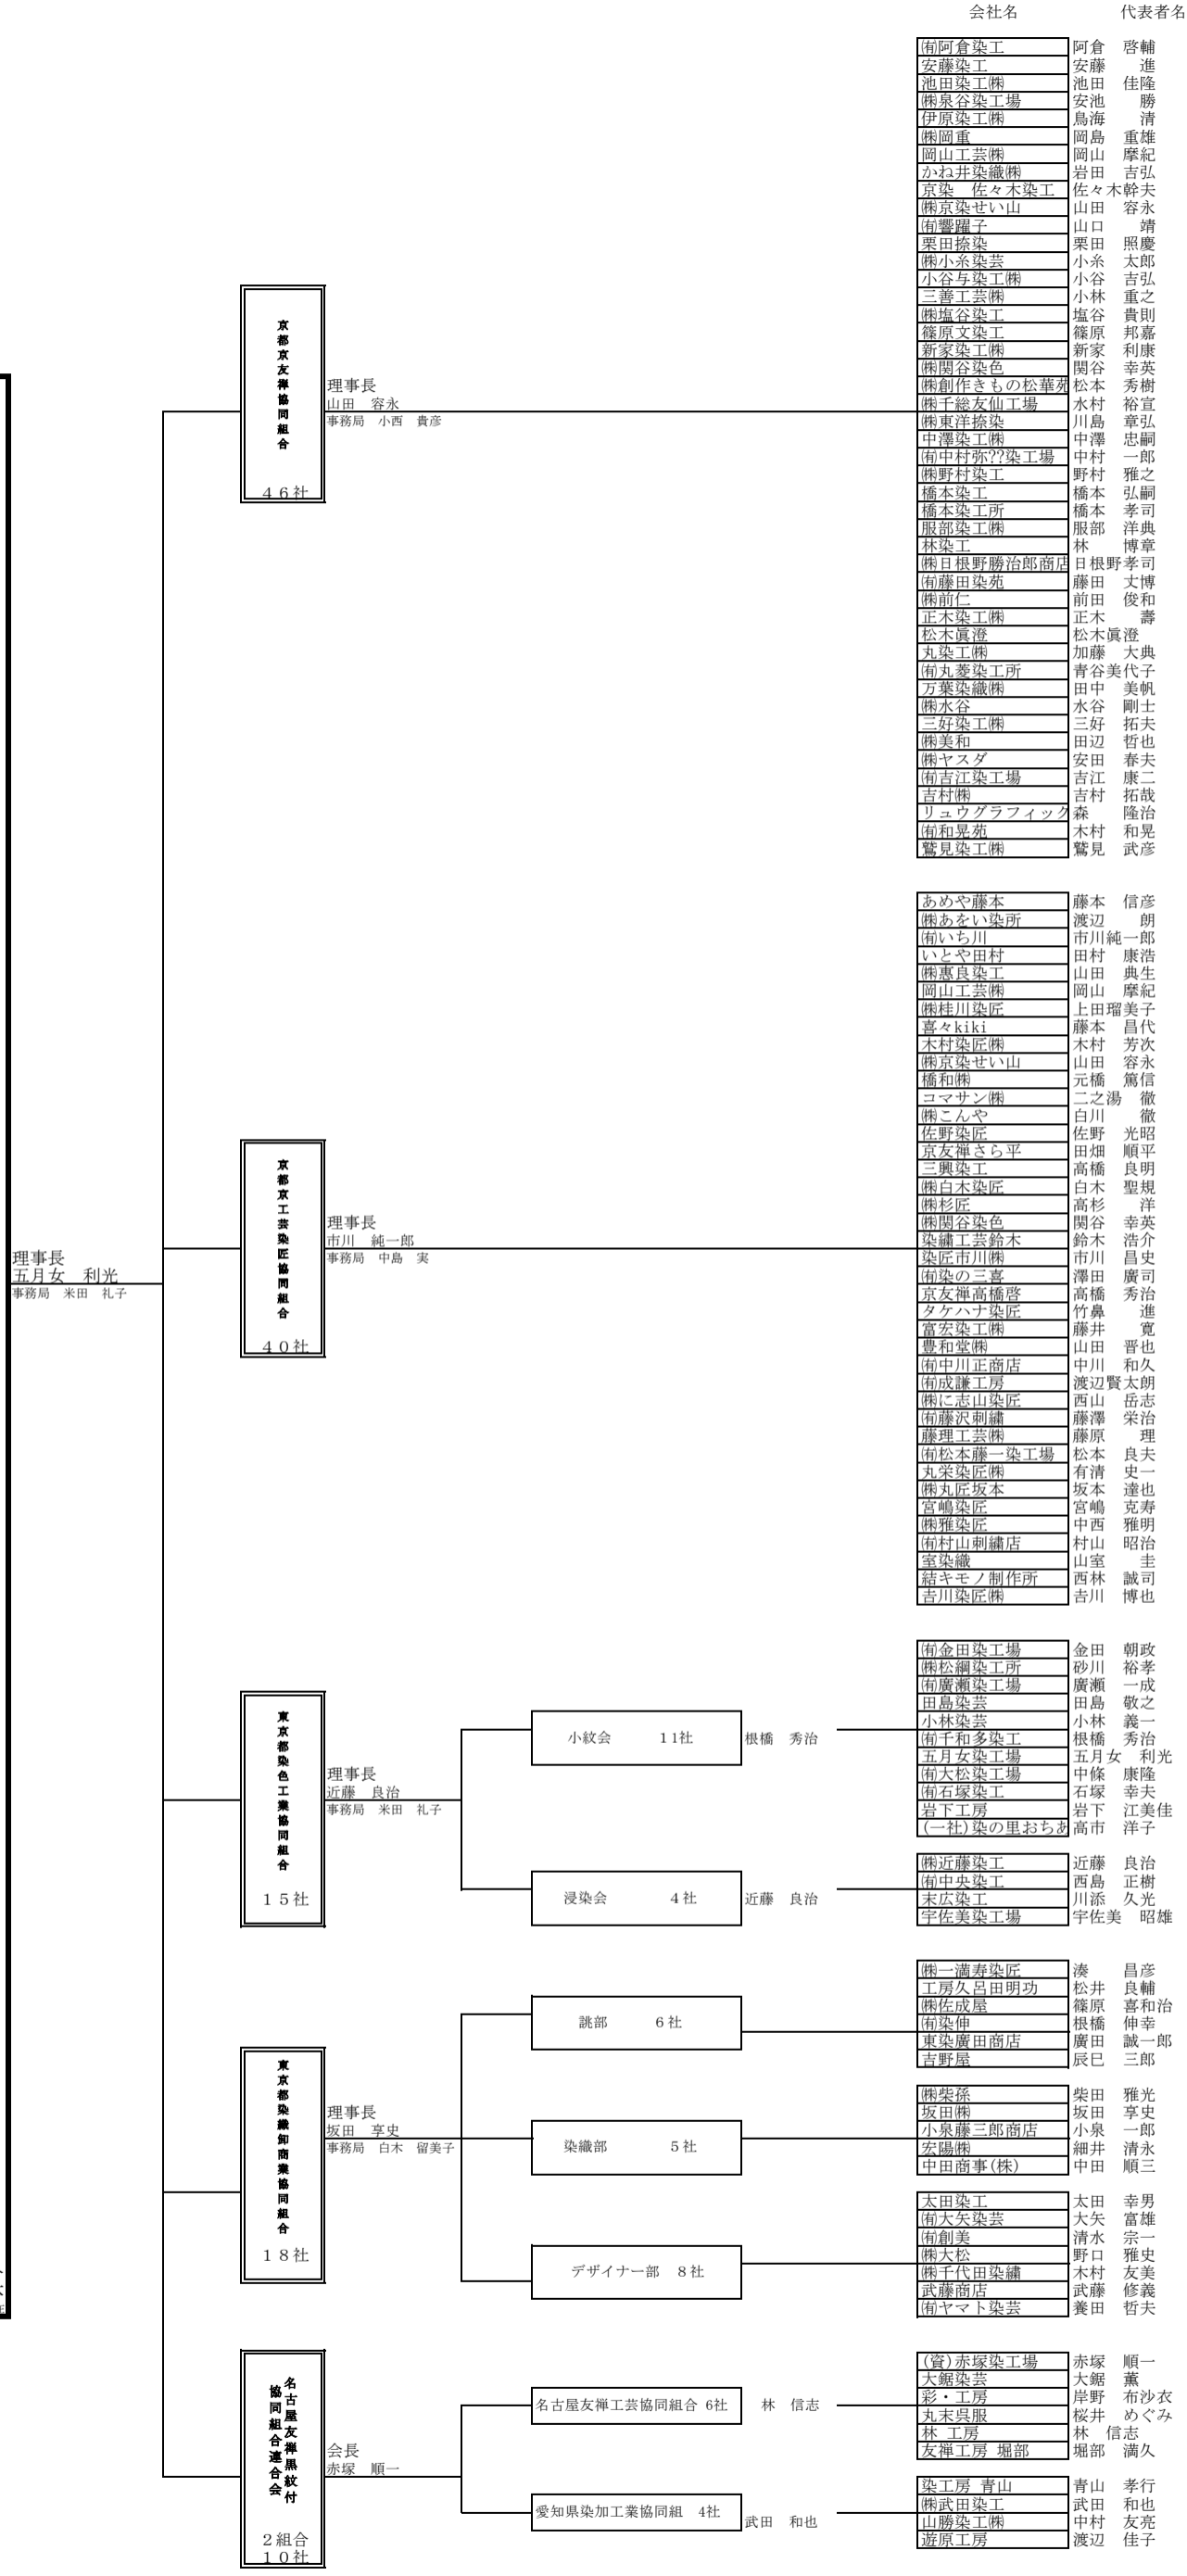 会社名　代表者名
理事長
五月女　利光
事務局　米田　礼子
京都京友禅協同組合
４６社
理事長
山田　容永
事務局　小西　貴彦
㈲阿倉染工　阿倉　啓輔
安藤染工　安藤　進
池田染工㈱　池田　佳隆
㈱泉谷染工場　安池　勝
伊原染工㈱　鳥海　清
㈱岡重　岡島　重雄
岡山工芸㈱　岡山　摩紀
かね井染織㈱　岩田　吉弘
京染　佐々木染工　佐々木幹夫
㈱京染せい山　山田　容永
㈲響躍子　山口　靖
栗田捺染　栗田　照慶
㈱小糸染芸　小糸　太郎
小谷与染工㈱　小谷　吉弘
三善工芸㈱　小林　重之
㈱塩谷染工　塩谷　貴則
篠原文染工　篠原　邦嘉
新家染工㈱　新家　利康
㈱関谷染色　関谷　幸英
㈱創作きもの松華苑　松本　秀樹
㈱千総友仙工場　水村　裕宣
㈱東洋捺染　川島　章弘
中澤染工㈱　中澤　忠嗣
㈲中村弥??染工場　中村　一郎
㈱野村染工　野村　雅之
橋本染工　橋本　弘嗣
橋本染工所　橋本　孝司
服部染工㈱　服部　洋典
林染工　林　博章
㈱日根野勝治郎商店　日根野孝司
㈲藤田染苑　藤田　丈博
㈱前仁　前田　俊和
正木染工㈱　正木　壽
松木眞澄　松木眞澄
丸染工㈱　加藤　大典
㈲丸菱染工所　青谷美代子
万葉染織㈱　田中　美帆
㈱水谷　水谷　剛士
三好染工㈱　三好　拓夫
㈱美和　田辺　哲也
㈱ヤスダ　安田　春夫
㈲吉江染工場　吉江　康二
吉村㈱　吉村　拓哉
リュウグラフィック　森　隆治
㈲和晃苑　木村　和晃
鷲見染工㈱　鷲見　武彦
京都京工芸染匠協同組合
４０社
理事長
市川　純一郎
事務局　中島　実
あめや藤本　藤本　信彦
㈱あをい染所　渡辺　朗
㈲いち川　市川純一郎
いとや田村　田村　康浩
㈱惠良染工　山田　典生
岡山工芸㈱　岡山　摩紀
㈱桂川染匠　上田瑠美子
喜々kiki　藤本　昌代
木村染匠㈱　木村　芳次
㈱京染せい山　山田　容永
橋和㈱　元橋　篤信
コマサン㈱　二之湯　徹
㈱こんや　白川　徹
佐野染匠　佐野　光昭
京友禅さら平　田畑　順平
三興染工　高橋　良明
㈱白木染匠　白木　聖規
㈱杉匠　高杉　洋
㈱関谷染色　関谷　幸英
染繍工芸鈴木　鈴木　浩介
染匠市川㈱　市川　昌史
㈲染の三喜　澤田　廣司
京友禅高橋啓　高橋　秀治
タケハナ染匠　竹鼻　進
富宏染工㈱　藤井　寛
豊和堂㈱　山田　晋也
㈲中川正商店　中川　和久
㈲成謙工房　渡辺賢太朗
㈱に志山染匠　西山　岳志
㈲藤沢刺繍　藤澤　栄治
藤理工芸㈱　藤原　理
㈲松本藤一染工場　松本　良夫
丸栄染匠㈱　有清　史一
㈱丸匠坂本　坂本　達也
宮嶋染匠　宮嶋　克寿
㈱雅染匠　中西　雅明
㈲村山刺繍店　村山　昭治
室染織　山室　圭
結キモノ制作所　西林　誠司
𠮷川染匠㈱　𠮷川　博也
東京都染色工業協同組合
１５社
理事長
近藤　良治
事務局　米田　礼子
小紋会　１１社　根橋　秀治
㈲金田染工場　金田　朝政
㈱松綱染工所　砂川　裕孝
㈲廣瀬染工場　廣瀬　一成
田島染芸　田島　敬之
小林染芸　小林　義一
㈲千和多染工　根橋　秀治
五月女染工場　五月女　利光
㈲大松染工場　中條　康隆
㈲石塚染工　石塚　幸夫
岩下工房　岩下　江美佳
(一社)染の里おちあ　高市　洋子
浸染会　４社　近藤　良治
㈱近藤染工　近藤　良治
㈲中央染工　西島　正樹
末広染工　川添　久光
宇佐美染工場　宇佐美　昭雄
東京都染織卸商業協同組合
１８社
理事長
坂田　享史
事務局　白木　留美子
誂部　６社
㈱一満寿染匠　湊　昌彦
工房久呂田明功　松井　良輔
㈱佐成屋　篠原　喜和治
㈲染伸　根橋　伸幸
東染廣田商店　廣田　誠一郎
吉野屋　辰巳　三郎
染織部　５社
㈱柴孫　柴田　雅光
坂田㈱　坂田　享史
小泉藤三郎商店　小泉　一郎
宏陽㈱　細井　清永
中田商事(株)　中田　順三
デザイナー部　８社
太田染工　太田　幸男
㈲大矢染芸　大矢　富雄
㈲創美　清水　宗一
㈱大松　野口　雅史
㈱千代田染繍　木村　友美
武藤商店　武藤　修義
㈲ヤマト染芸　養田　哲夫
名古屋友禅黒紋付
協同組合連合会
２組合
１０社
会長
赤塚　順一
名古屋友禅工芸協同組合 6社　林　信志
(資)赤塚染工場　赤塚　順一
大鋸染芸　大鋸　薫
彩・工房　岸野　布沙衣
丸末呉服　桜井　めぐみ
林 工房　林　信志
友禅工房 堀部　堀部　満久
愛知県染加工業協同組　4社　武田　和也
染工房 青山　青山　孝行
㈱武田染工　武田　和也
山勝染工㈱　中村　友亮
遊原工房　渡辺　佳子